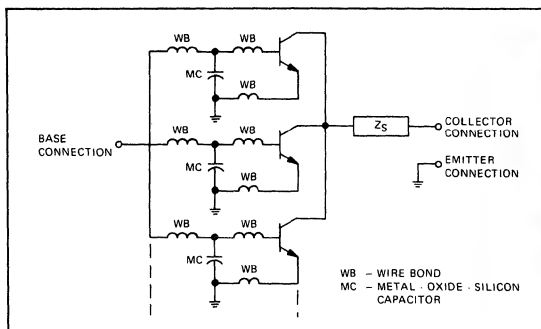 WB
WB
MC
WB
WB
WB
MC
WB
WB
WB
MC
WB
BASE
CONNECTION
ZS
COLLECTOR
CONNECTION
EMITTER
CONNECTION
WB – WIRE BOND
MC – METAL - OXIDE - SILICON
CAPACITOR